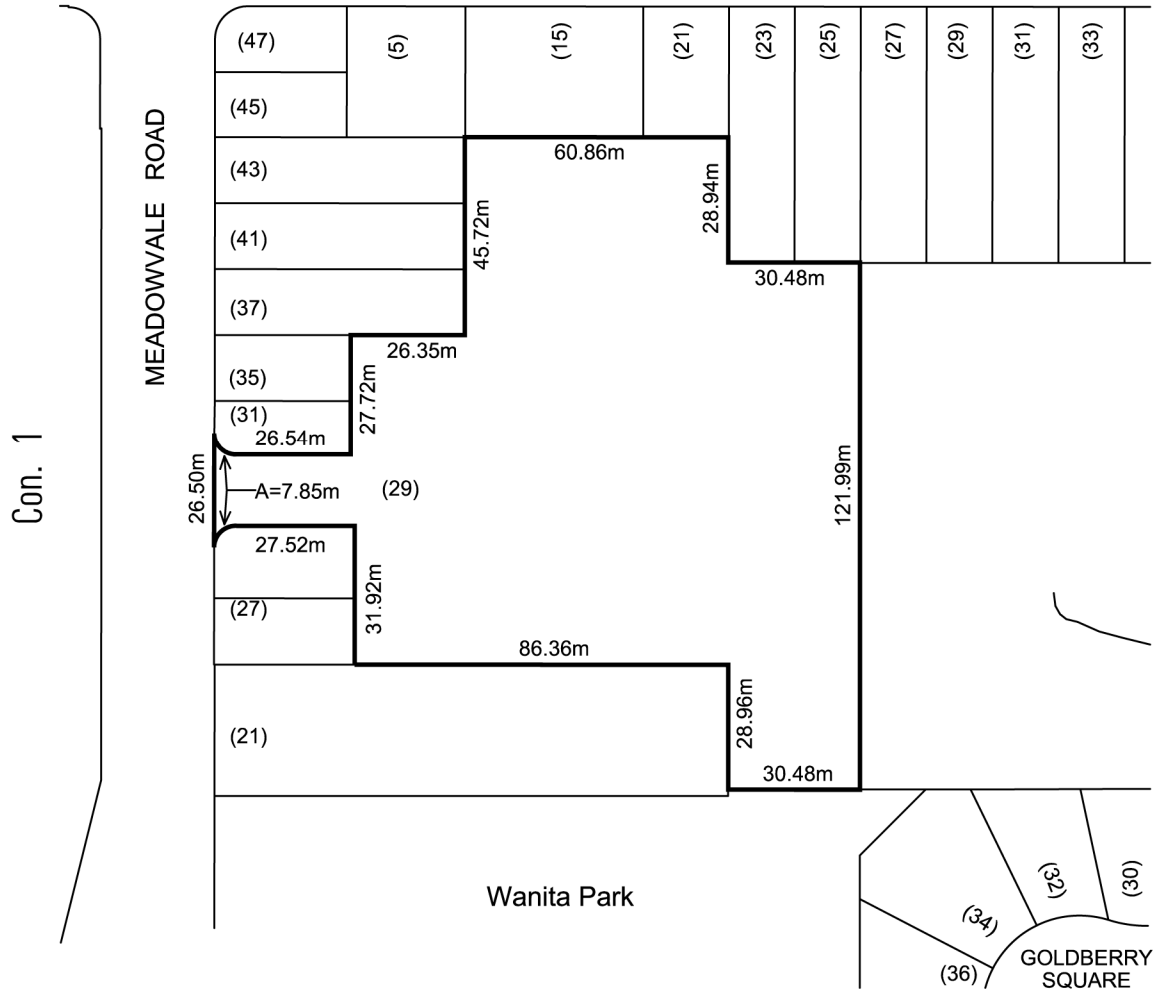 (47)
(5)
(15)
(21)
(23)
(25)
(27)
(29)
(31)
(33)
(45)
(43)
(41)
(37)
(35)
(31)
MEADOWVALE ROAD
60.86m
28.94m
45.72m
30.48m
26.35m
27.72m
26.54m
26.50m
A=7.85m
(29)
121.99m
Con. 1
27.52m
31.92m
(27)
86.36m
28.96m
(21)
30.48m
Wanita Park
(32)
(30)
(34)
(36)
GOLDBERRY
SQUARE